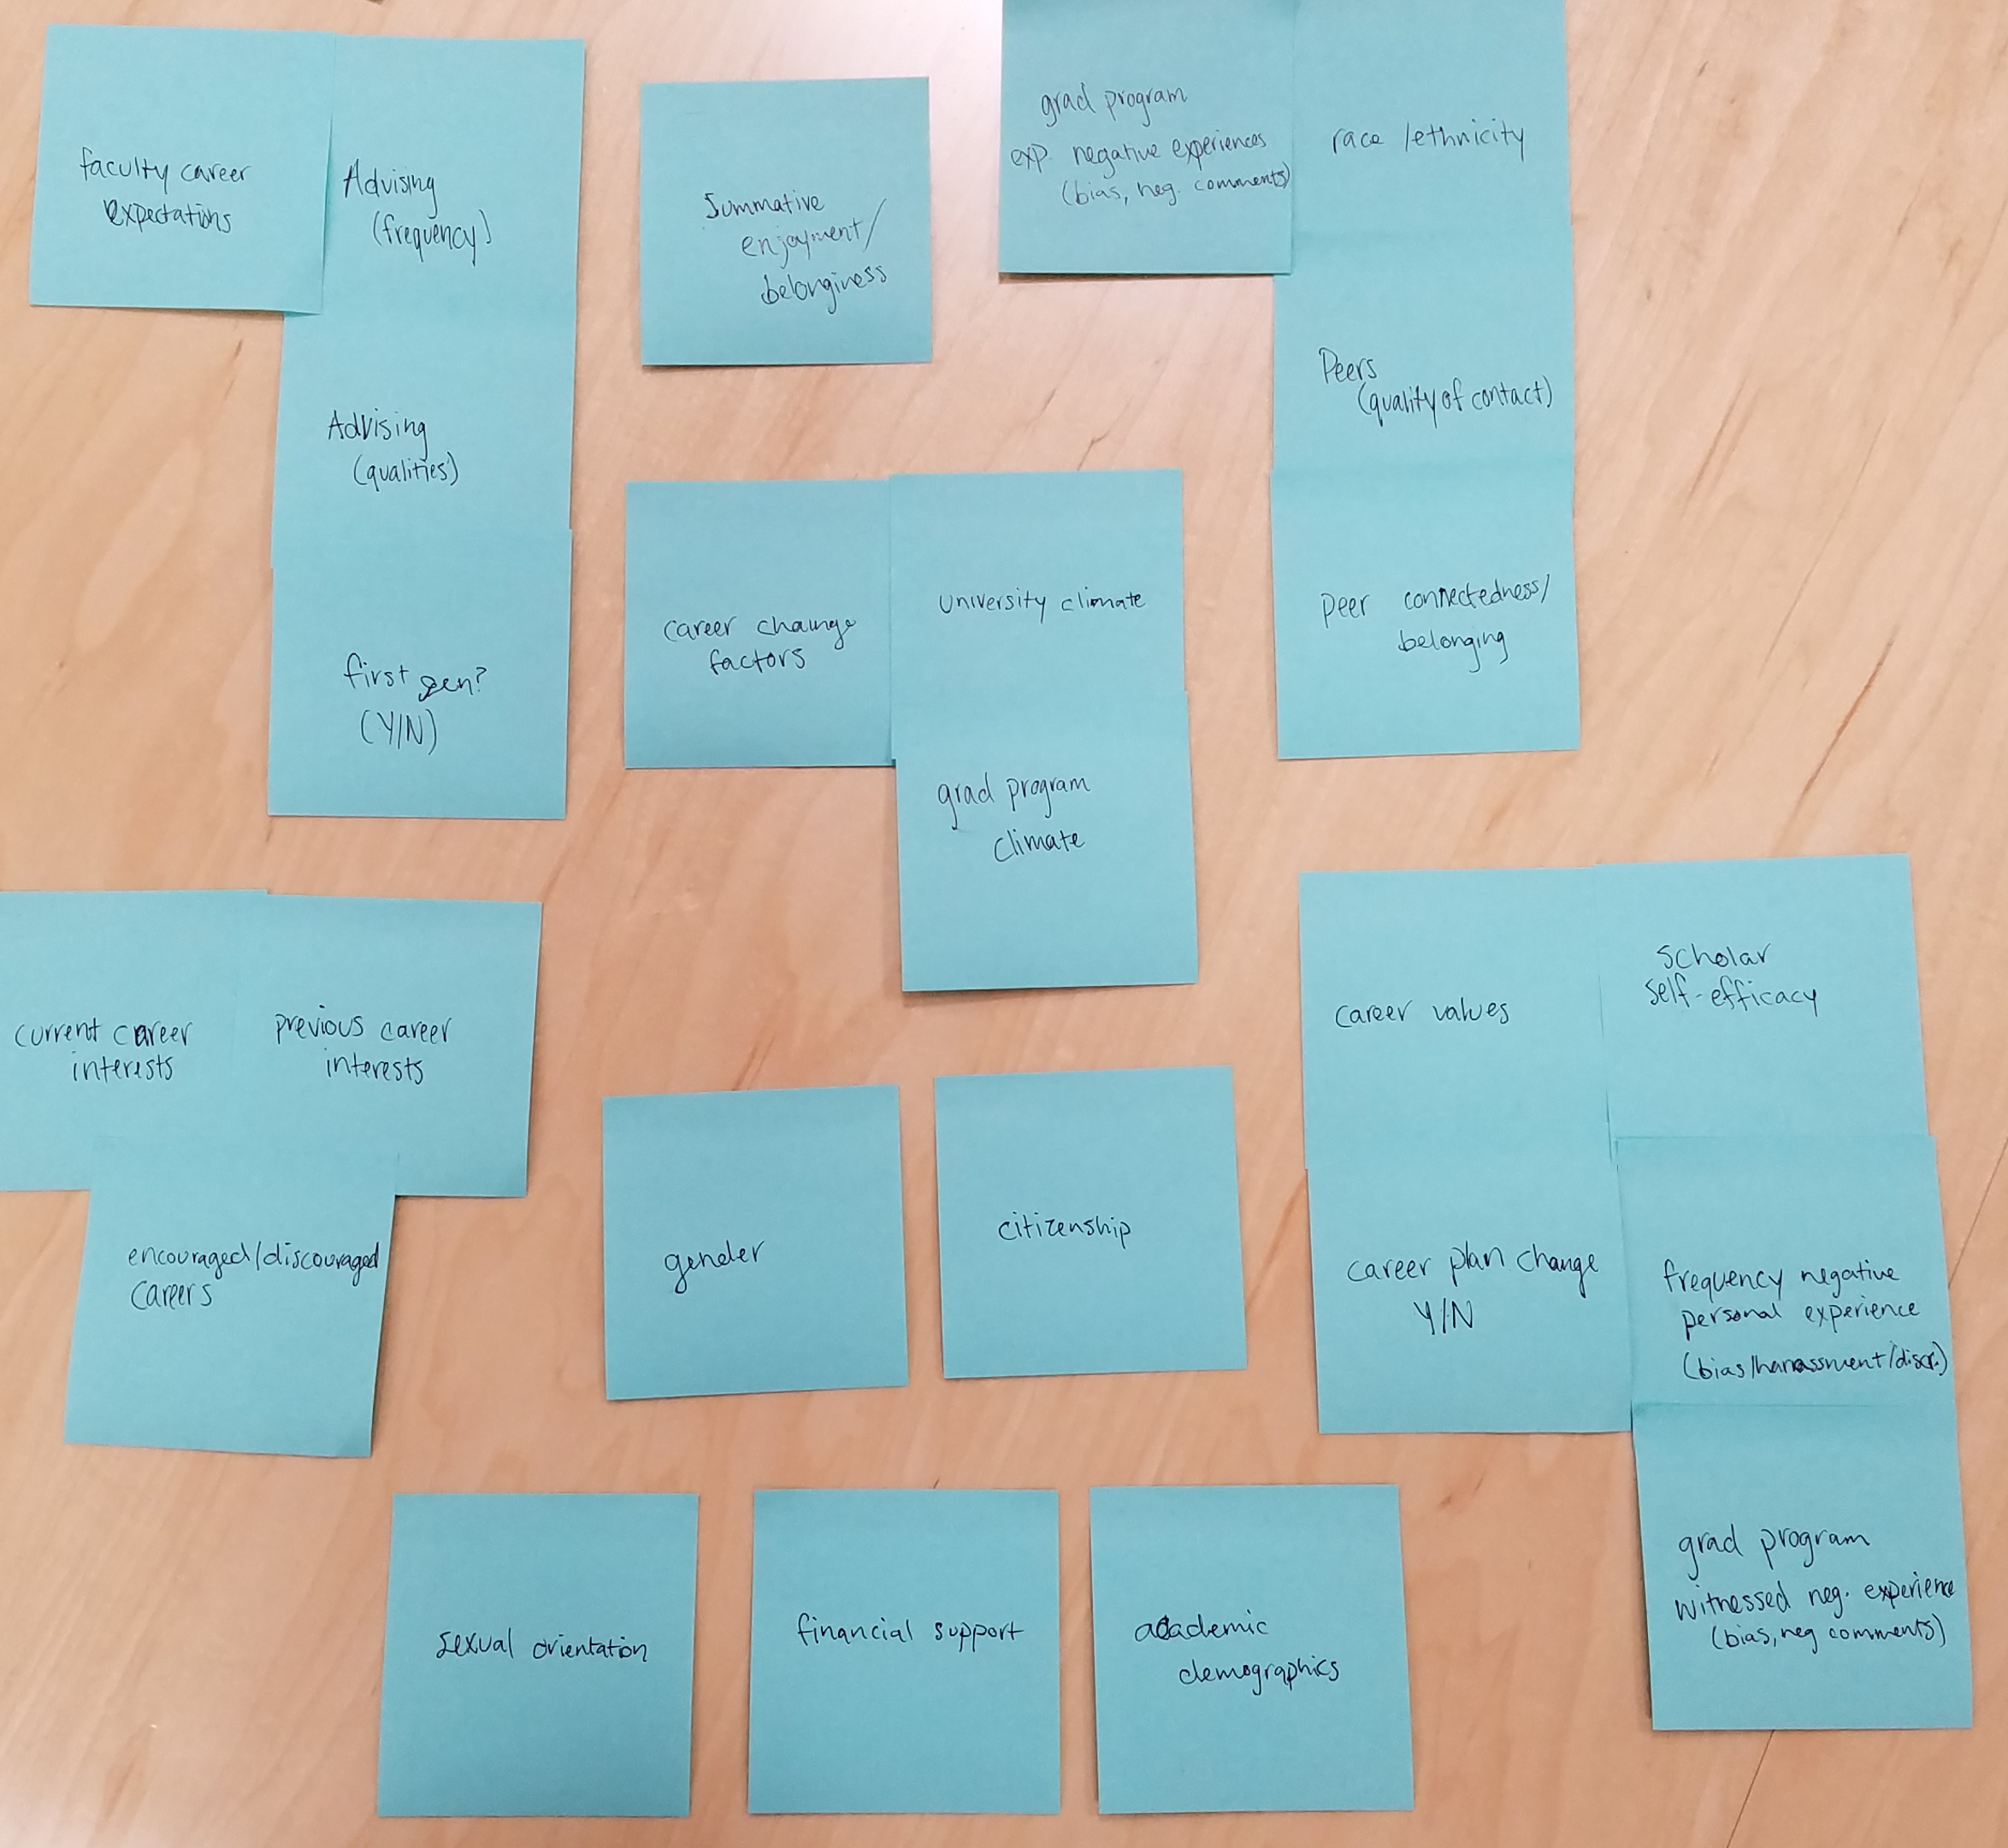 faculty career
expectations
Advising
(frequency)
Advising
(qualities)
first gen?
(Y/N)
Summative
enjoyment/
belonginess
grad program
exp. negative experiences
(bias, neg. comments)
race /ethnicity
Peers
(quality of contact)
peer connectedness/
belonging
career change
factors
university climate
grad program
climate
current career
interests
previous career
interests
encouraged/discouraged
careers
gender
citizenship
career values
scholar
self-efficacy
career plan change
Y/N
frequency negative
personal experience
(bias/harassment/discr.)
grad program
witnessed neg. experience
(bias, neg comments)
sexual orientation
financial support
academic
demographics